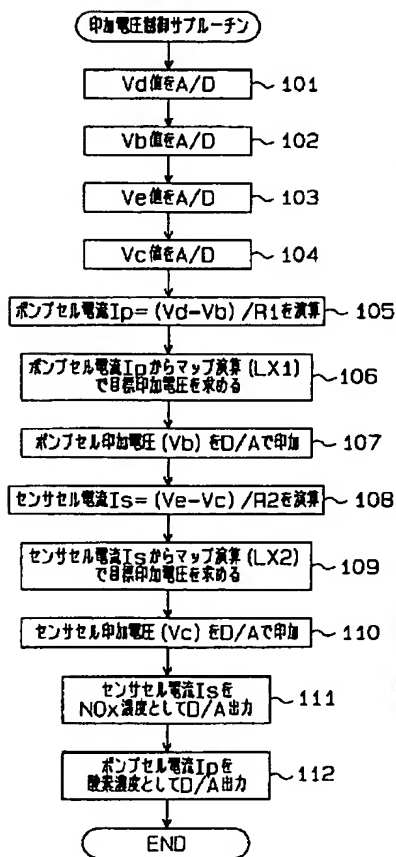 印加電圧制御サブルーチン
Vd値をA/D
101
Vb値をA/D
102
Ve値をA/D
103
Vc値をA/D
104
ポンプセル電流Ip=(Vd-Vb)/R1を演算
105
ポンプセル電流Ipからマップ演算(LX1)
で目標印加電圧を求める
106
ポンプセル印加電圧(Vb)をD/Aで印加
107
センサセル電流Is=(Ve-Vc)/R2を演算
108
センサセル電流Isからマップ演算(LX2)
で目標印加電圧を求める
109
センサセル印加電圧(Vc)をD/Aで印加
110
センサセル電流Isを
NOx濃度としてD/A出力
111
ポンプセル電流Ipを
酸素濃度としてD/A出力
112
END